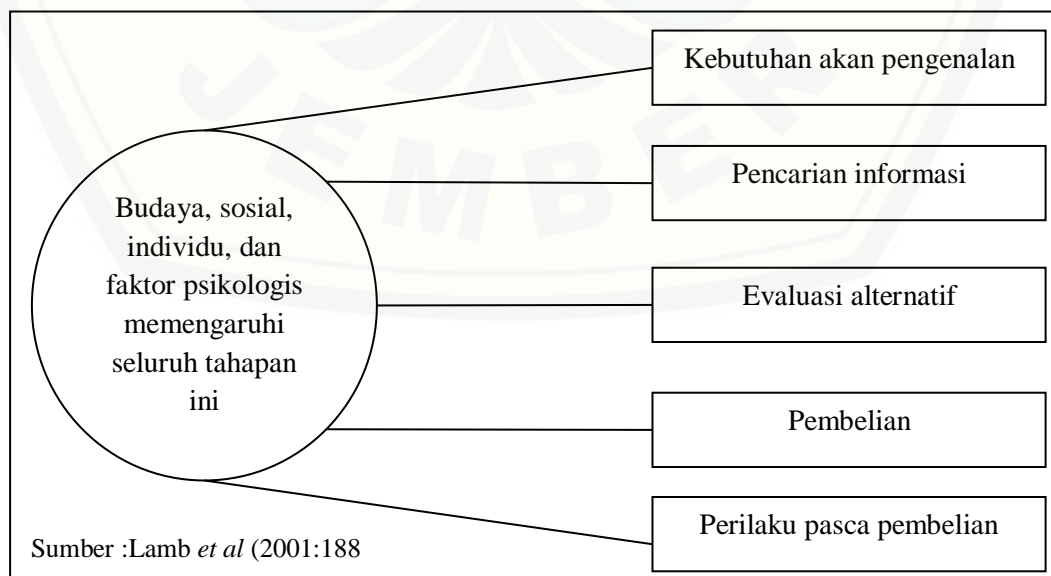 Kebutuhan akan pengenalan
Pencarian informasi
Budaya, sosial,
individu, dan
faktor psikologis
memengaruhi
seluruh tahapan
ini
Evaluasi alternatif
Pembelian
Perilaku pasca pembelian
Sumber :Lamb et al (2001:188
JEMBER